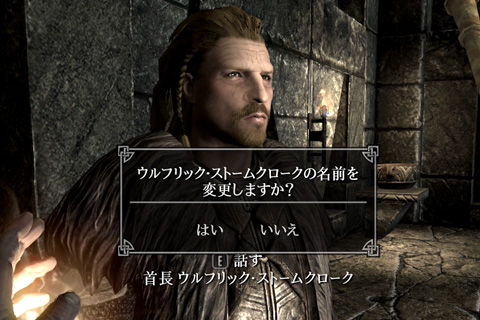 ウルフリック・ストームクロークの名前を
変更しますか?
はい いいえ
E 話す
首長 ウルフリック・ストームクローク